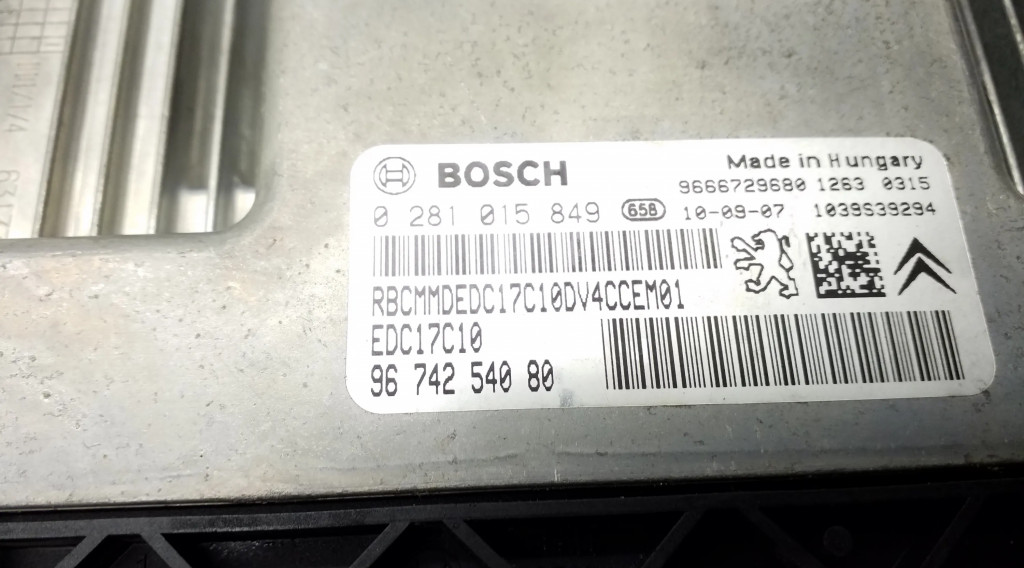 BOSCH
Made in Hungary
9666729680 1263 0315
0 281 015 849 658 10-09-07 1039S39294
RBCMMDEDC17C10DV4CCEM01
EDC17C10
96 742 540 80